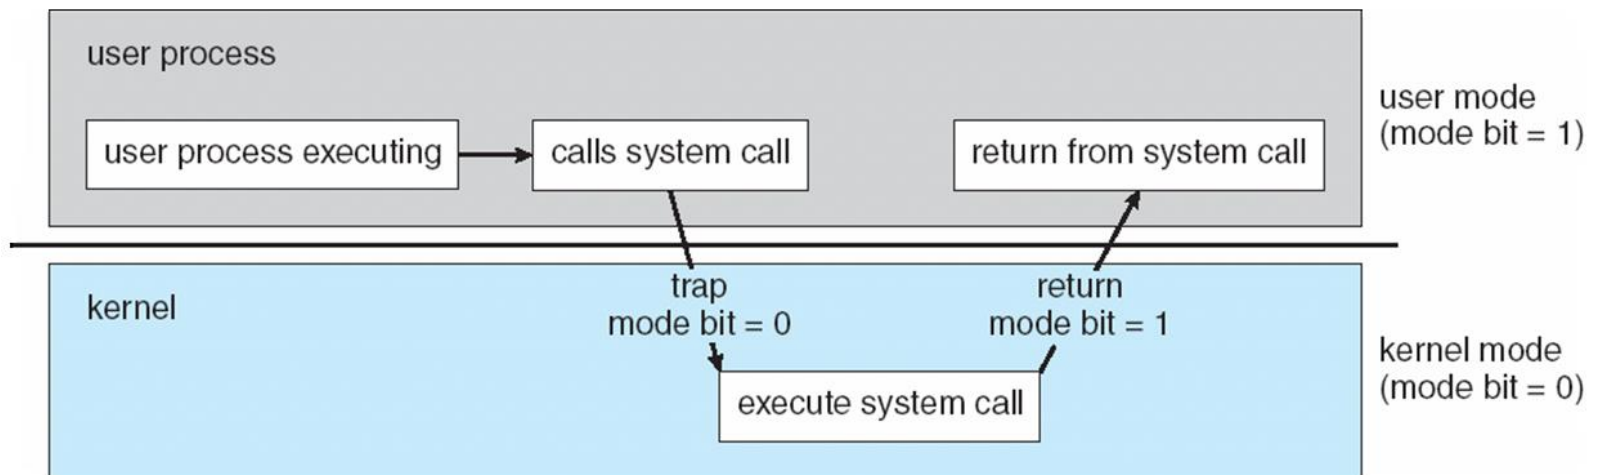 user process
user process executing
calls system call
return from system call
user mode
(mode bit = 1)
kernel
trap
mode bit = 0
return
mode bit = 1
execute system call
kernel mode
(mode bit = 0)